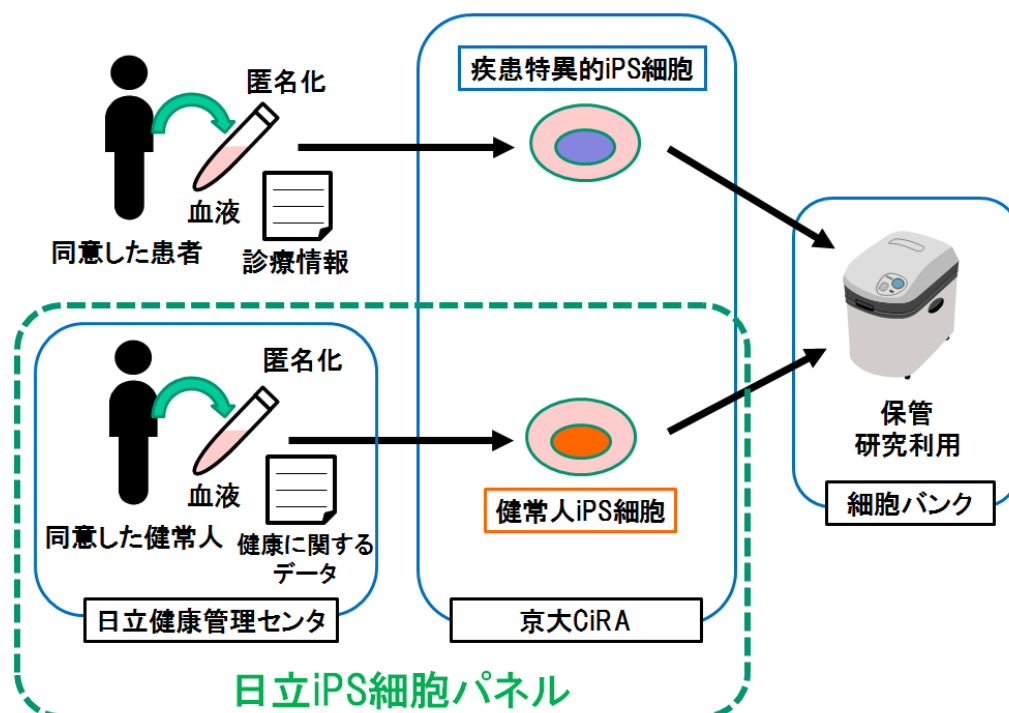 疾患特異的iPS細胞
匿名化
血液
同意した患者
診療情報
匿名化
血液
同意した健常人
健康に関する
データ
日立健康管理センタ
健常人iPS細胞
京大CiRA
保管
研究利用
細胞バンク
日立iPS細胞パネル